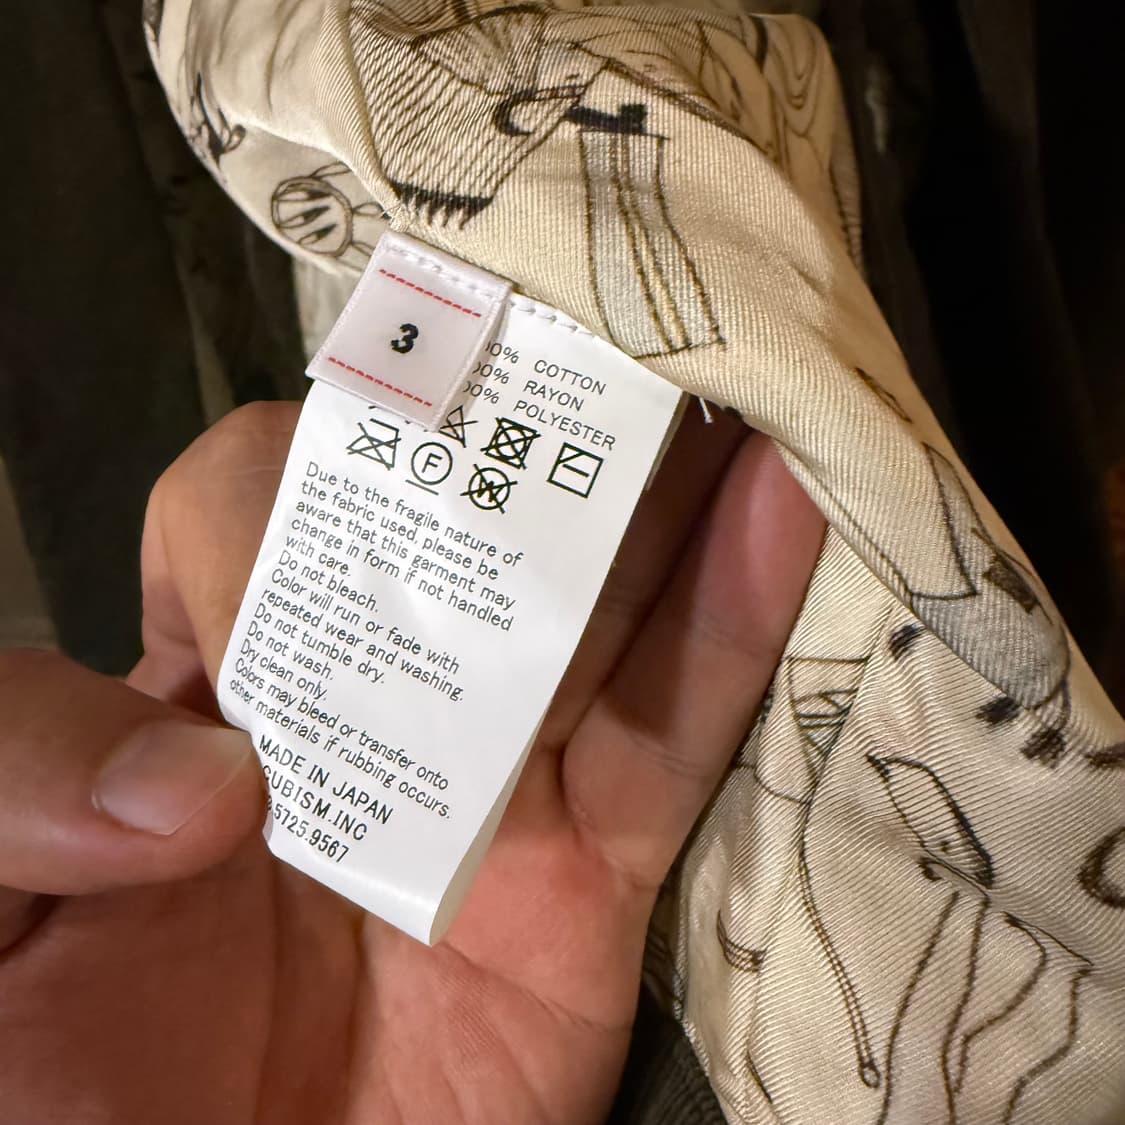 3
0% COTTON
00% RAYON
00% POLYESTER
F
W
Due to the fragile nature of
the fabric used, please be
aware that this garment may
change in form if not handled
with care.
Do not bleach.
Color will run or fade with
repeated wear and washing.
Do not tumble dry.
Do not wash.
Dry clean only.
Colors may bleed or transfer onto
other materials if rubbing occurs.
MADE IN JAPAN
CUBISM.INC
.5725.9567